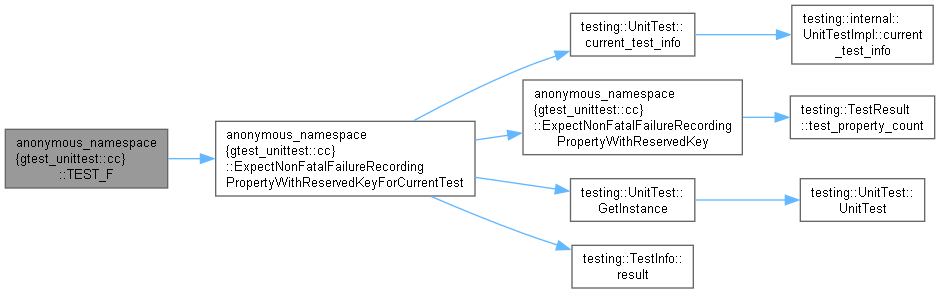 anonymous_namespace
{gtest_unittest::cc}
::TEST_F
anonymous_namespace
{gtest_unittest::cc}
::ExpectNonFatalFailureRecording
PropertyWithReservedKeyForCurrentTest
testing::UnitTest::
current_test_info
testing::internal::
UnitTestImpl::current
_test_info
anonymous_namespace
{gtest_unittest::cc}
::ExpectNonFatalFailureRecording
PropertyWithReservedKey
testing::TestResult
::test_property_count
testing::UnitTest::
GetInstance
testing::UnitTest::
UnitTest
testing::TestInfo::
result